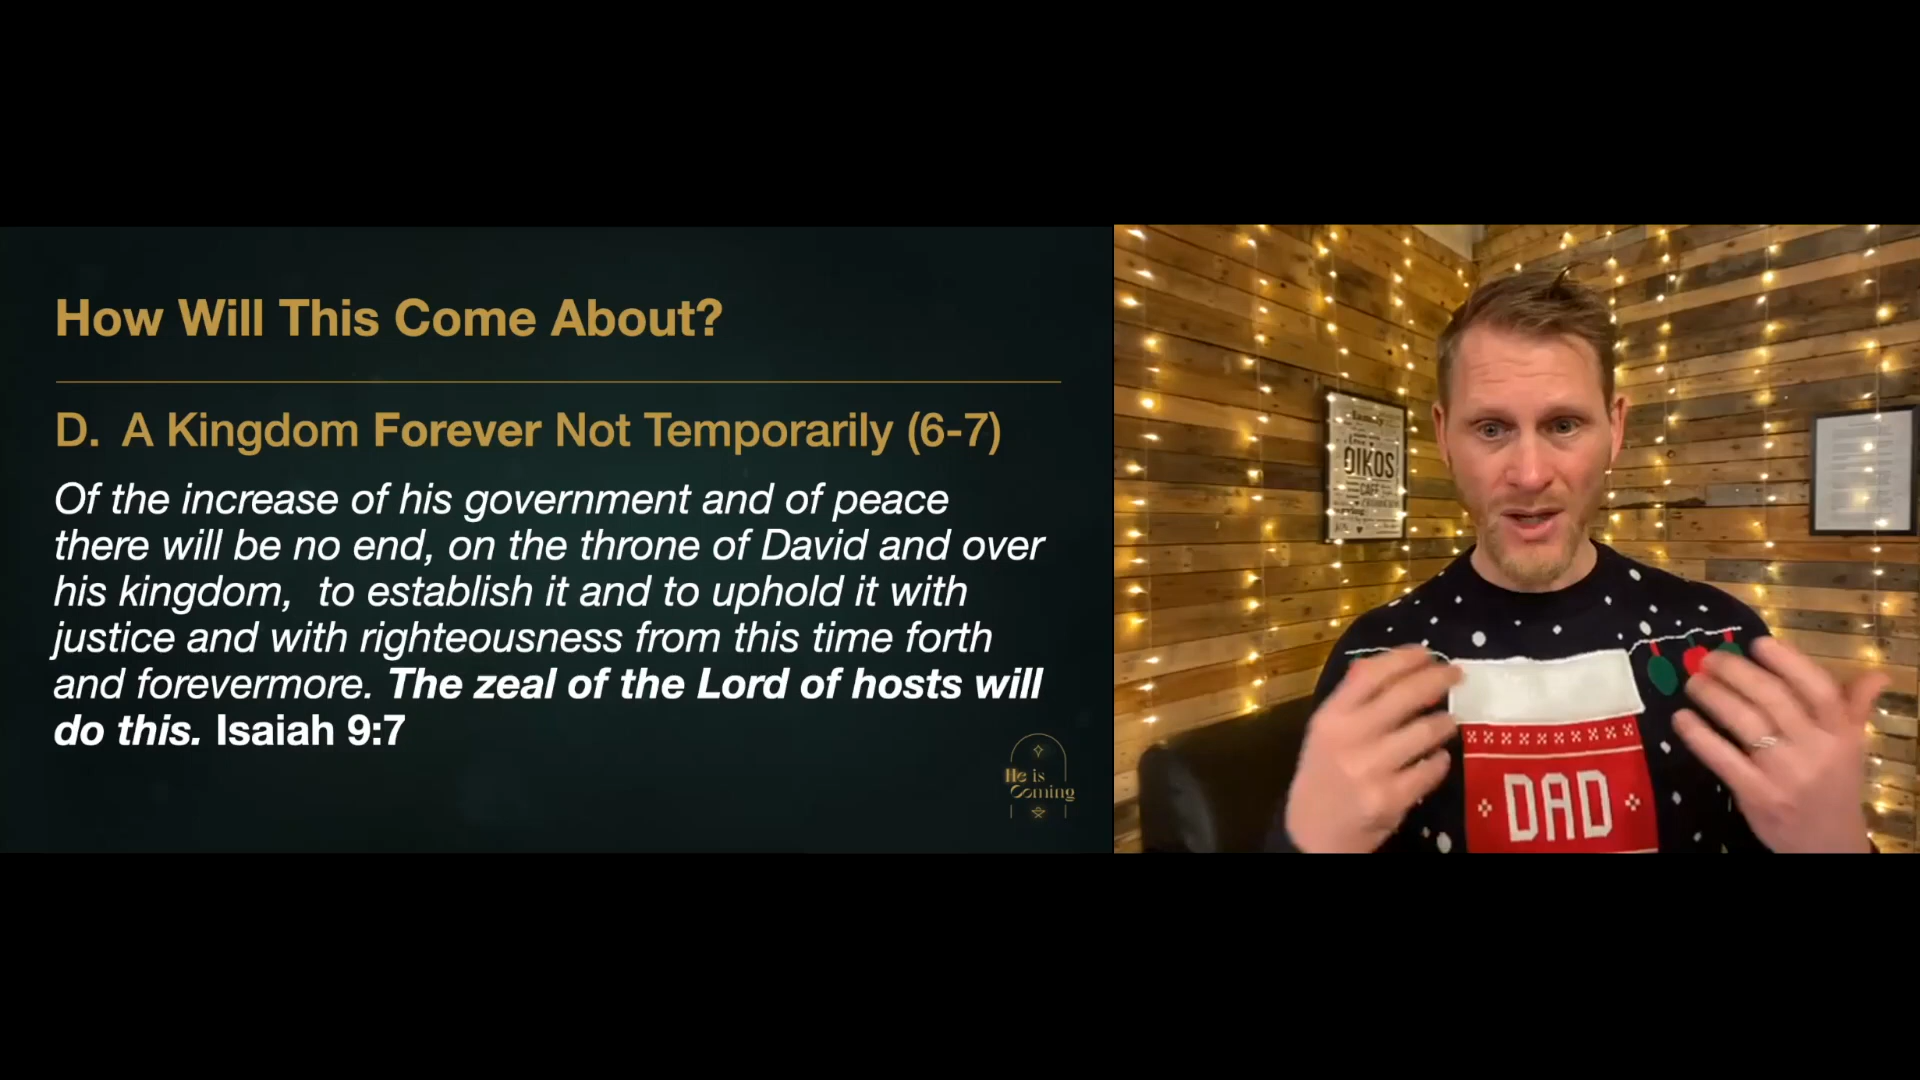 How Will This Come About?
D. A Kingdom Forever Not Temporarily (6-7)
Of the increase of his government and of peace
there will be no end, on the throne of David and over
his kingdom, to establish it and to uphold it with
justice and with righteousness from this time forth
and forevermore. The zeal of the Lord of hosts will
do this. Isaiah 9:7
He is
Coming
OIKOS
CAFE
DAD